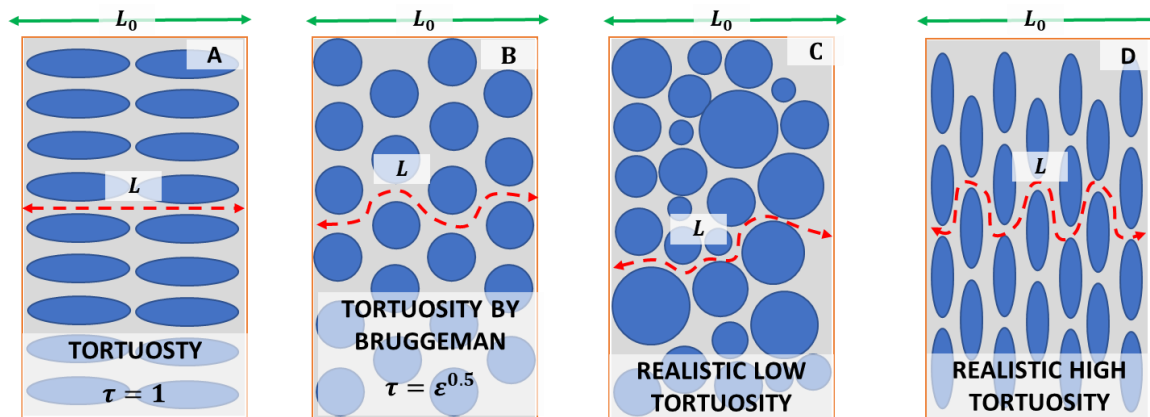 L₀
A
L
TORTUOSTY
τ = 1
L₀
B
L
TORTUOSITY BY
BRUGGEMAN
τ = ε^0.5
L₀
C
L
REALISTIC LOW
TORTUOSITY
L₀
D
L
REALISTIC HIGH
TORTUOSITY